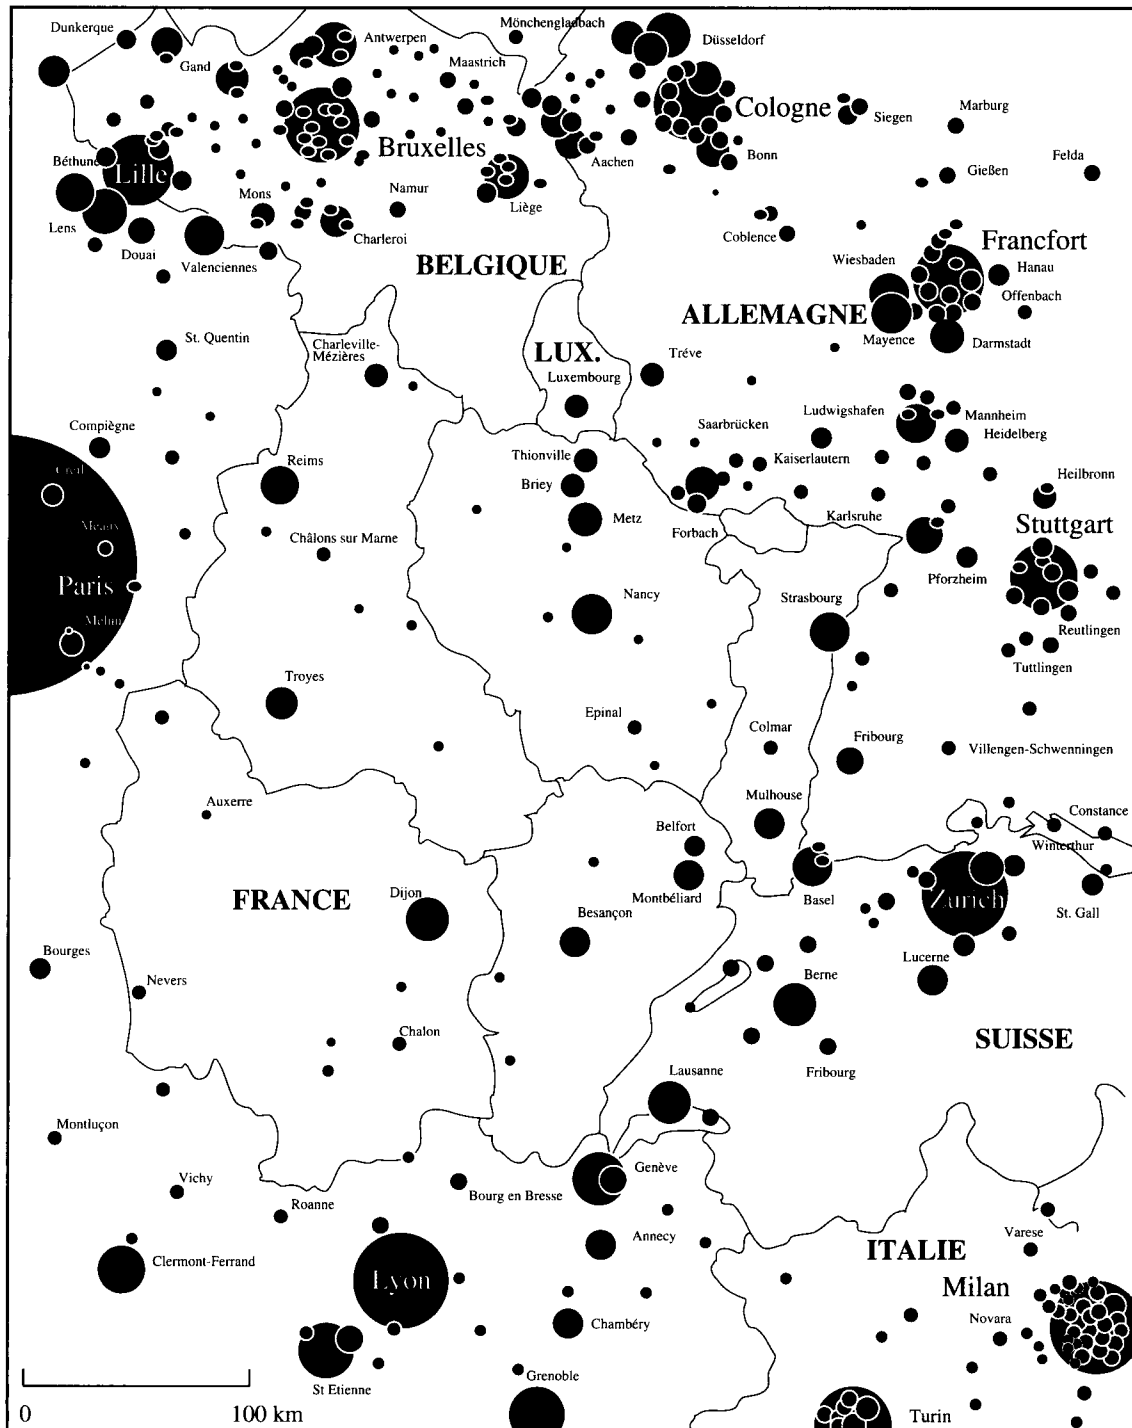 Dunkerque
Mönchengladbach
Antwerpen
Düsseldorf
Gand
Maastrich
Cologne
Siegen
Marburg
Béthune
Lille
Bruxelles
Aachen
Bonn
Gießen
Felda
Mons
Namur
Liège
Lens
Douai
Valenciennes
Charleroi
Coblence
Wiesbaden
Francfort
Hanau
BELGIQUE
Offenbach
ALLEMAGNE
Mayence
Darmstadt
St. Quentin
Charleville-
Mézières
LUX.
Tréve
Luxembourg
Ludwigshafen
Mannheim
Heidelberg
Compiègne
Saarbrücken
Creil
Reims
Thionville
Kaiserlautern
Briey
Heilbronn
Metz
Forbach
Karlsruhe
Stuttgart
Meaux
Châlons sur Marne
Paris
Pforzheim
Melun
Nancy
Strasbourg
Reutlingen
Tuttlingen
Troyes
Epinal
Colmar
Fribourg
Villengen-Schwenningen
Auxerre
Mulhouse
Constance
Belfort
Winterthur
FRANCE
Dijon
Montbéliard
Basel
Zurich
St. Gall
Besançon
Bourges
Nevers
Berne
Lucerne
Chalon
SUISSE
Lausanne
Fribourg
Montluçon
Vichy
Genève
Roanne
Bourg en Bresse
Annecy
Varese
Clermont-Ferrand
ITALIE
Lyon
Milan
Chambéry
Novara
St Etienne
Grenoble
Turin
0
100 km